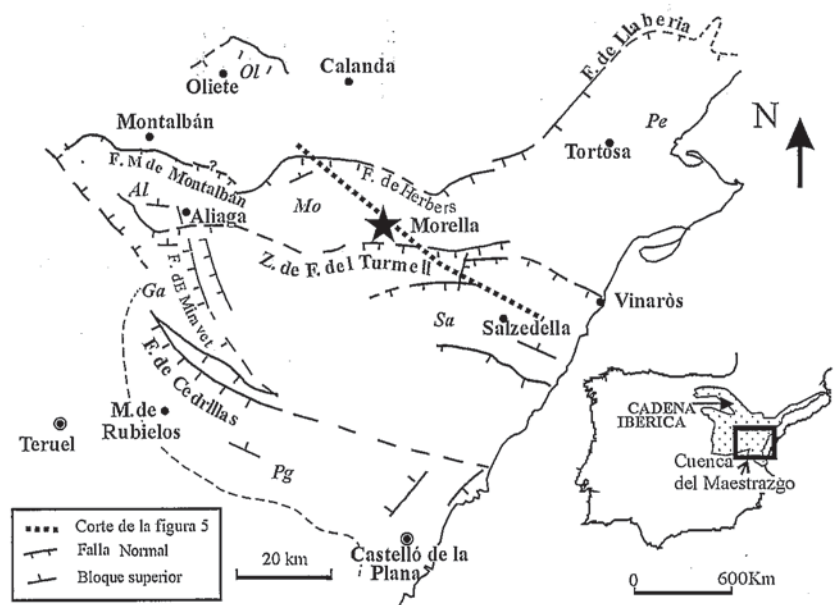 F. de Llaberia
Ol
Oliete
Calanda
Montalbán
F. M de Montalbán
?
Pe
N
Tortosa
Al
Aliaga
Mo
F. de Herbers
Morella
Z. de F. del Turmell
Ga
F. dE Miravet
Vinaròs
Sa
Salzedella
F. de Cedrillas
M. de
Rubielos
Teruel
Pg
CADENA
IBÉRICA
Cuenca
del Maestrazgo
Corte de la figura 5
Falla Normal
Bloque superior
20 km
Castelló de la
Plana
0
600Km